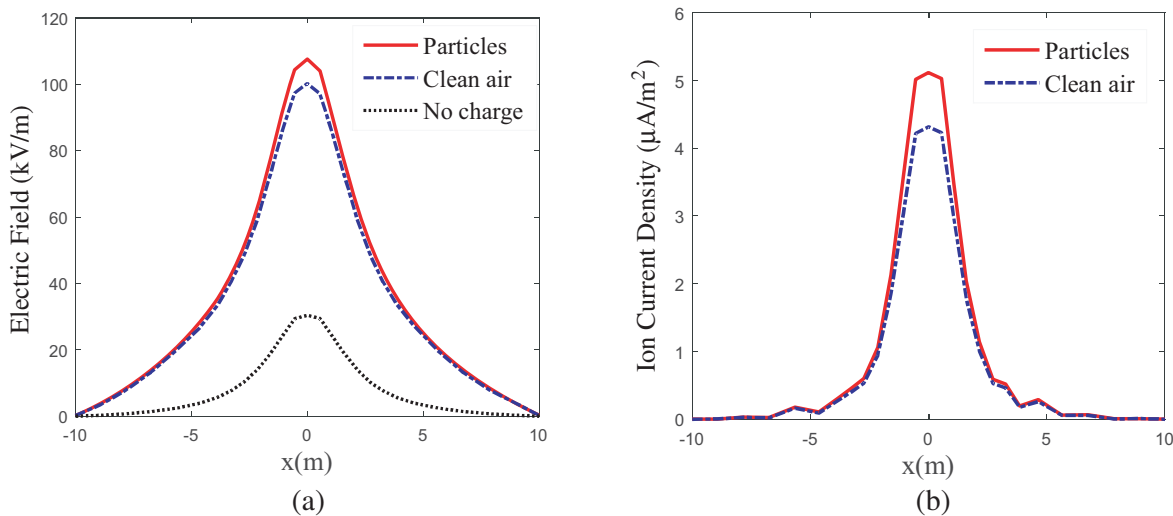 120
100
80
60
40
20
0
-10
-5
0
5
10
Electric Field (kV/m)
x(m)
Particles
Clean air
No charge
(a)
6
5
4
3
2
1
0
-10
-5
0
5
10
Ion Current Density (µA/m²)
x(m)
Particles
Clean air
(b)